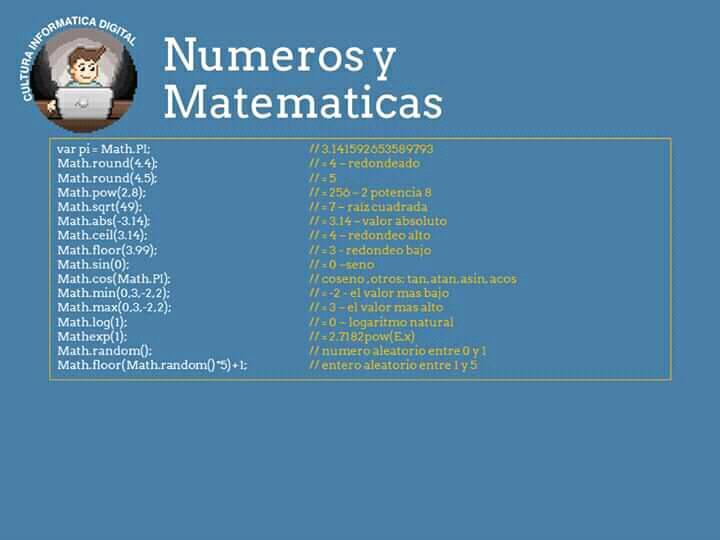 CULTURA INFORMATICA DIGITAL
Numeros y
Matematicas
var pi = Math.PI; // 3.141592653589793
Math.round(4.4); // = 4 – redondeado
Math.round(4.5); // = 5
Math.pow(2,8); // = 256 – 2 potencia 8
Math.sqrt(49); // = 7 – raíz cuadrada
Math.abs(-3.14); // = 3.14 – valor absoluto
Math.ceil(3.14); // = 4 – redondeo alto
Math.floor(3.99); // = 3 - redondeo bajo
Math.sin(0); // = 0 –seno
Math.cos(Math.PI); // coseno , otros: tan, atan, asin, acos
Math.min(0,3,-2,2); // = -2 - el valor mas bajo
Math.max(0,3,-2,2); // = 3 – el valor mas alto
Math.log(1); // = 0 – logaritmo natural
Mathexp(1); // = 2.7182pow(E,x)
Math.random(); // numero aleatorio entre 0 y 1
Math.floor(Math.random()*5)+1; // entero aleatorio entre 1 y 5